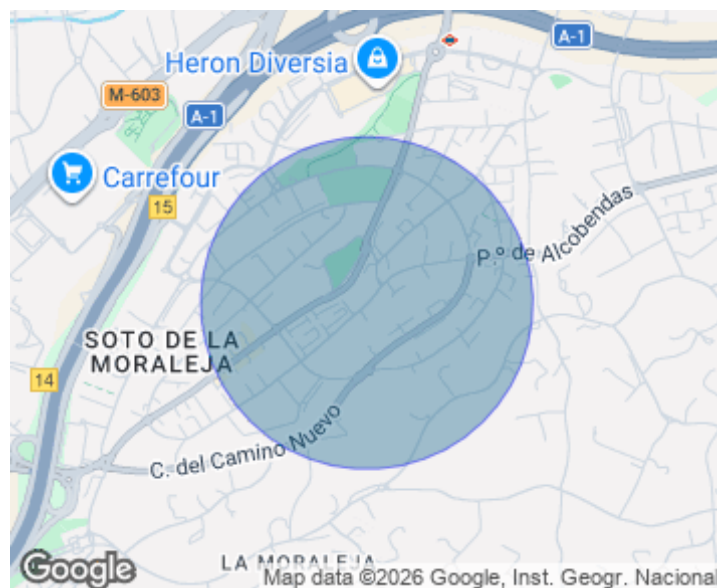 A-1
Heron Diversia
M-603
A-1
Carrefour
15
P.º de Alcobendas
SOTO DE LA
MORALEJA
14
C. del Camino Nuevo
LA MORALEJA
Google
Map data ©2026 Google, Inst. Geogr. Nacional